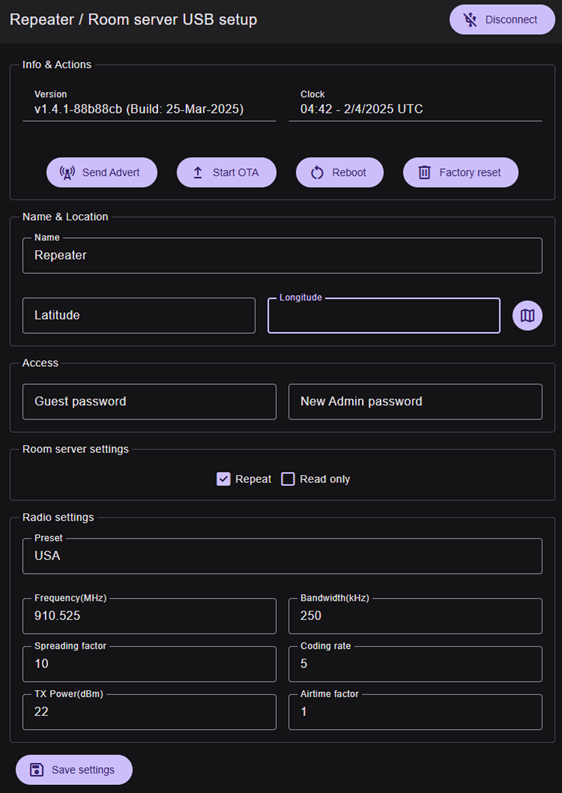 Repeater / Room server USB setup
Disconnect
Info & Actions
Version
v1.4.1-88b88cb (Build: 25-Mar-2025)
Clock
04:42 - 2/4/2025 UTC
Send Advert
Start OTA
Reboot
Factory reset
Name & Location
Name
Repeater
Latitude
Longitude
Access
Guest password
New Admin password
Room server settings
Repeat
Read only
Radio settings
Preset
USA
Frequency(MHz)
910.525
Bandwidth(kHz)
250
Spreading factor
10
Coding rate
5
TX Power(dBm)
22
Airtime factor
1
Save settings